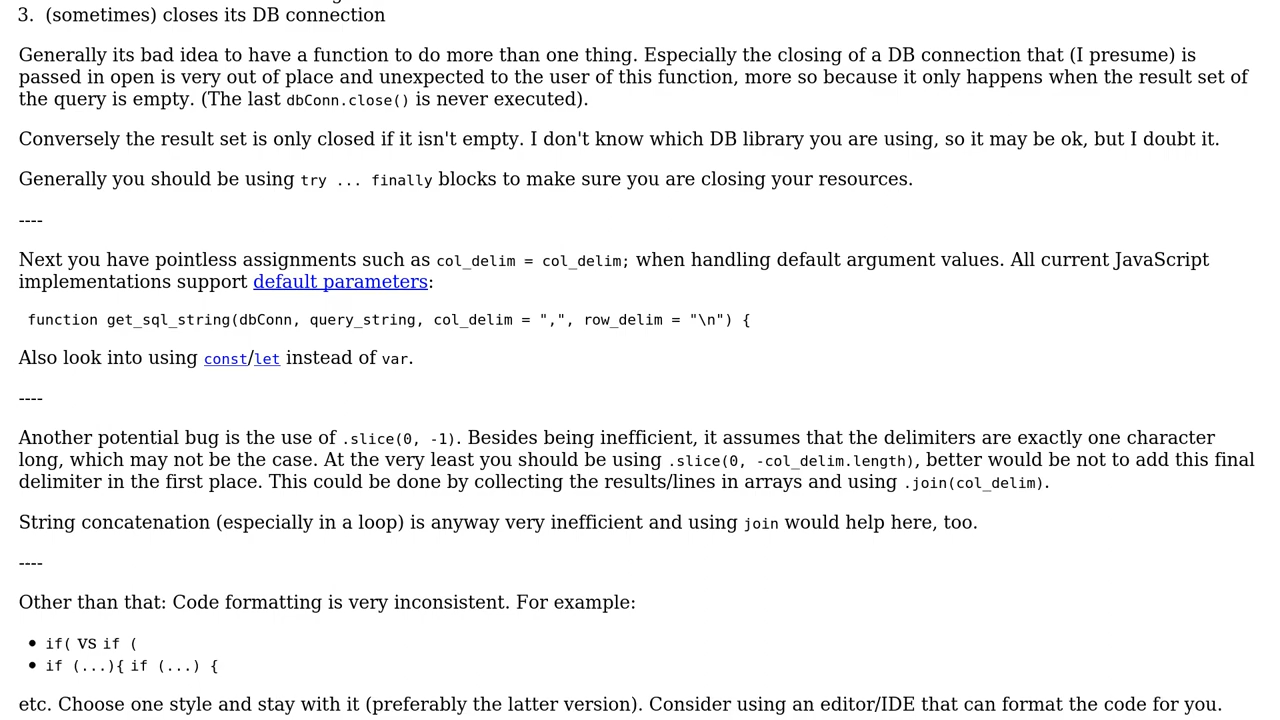 3. (sometimes) closes its DB connection
Generally its bad idea to have a function to do more than one thing. Especially the closing of a DB connection that (I presume) is
passed in open is very out of place and unexpected to the user of this function, more so because it only happens when the result set of
the query is empty. (The last dbConn.close() is never executed).
Conversely the result set is only closed if it isn't empty. I don't know which DB library you are using, so it may be ok, but I doubt it.
Generally you should be using try ... finally blocks to make sure you are closing your resources.
----
Next you have pointless assignments such as col_delim = col_delim; when handling default argument values. All current JavaScript
implementations support default parameters:
function get_sql_string(dbConn, query_string, col_delim = ",", row_delim = "\n") {
Also look into using const/let instead of var.
----
Another potential bug is the use of .slice(0, -1). Besides being inefficient, it assumes that the delimiters are exactly one character
long, which may not be the case. At the very least you should be using .slice(0, -col_delim.length), better would be not to add this final
delimiter in the first place. This could be done by collecting the results/lines in arrays and using .join(col_delim).
String concatenation (especially in a loop) is anyway very inefficient and using join would help here, too.
----
Other than that: Code formatting is very inconsistent. For example:
• if( vs if (
• if (...){ if (...) {
etc. Choose one style and stay with it (preferably the latter version). Consider using an editor/IDE that can format the code for you.